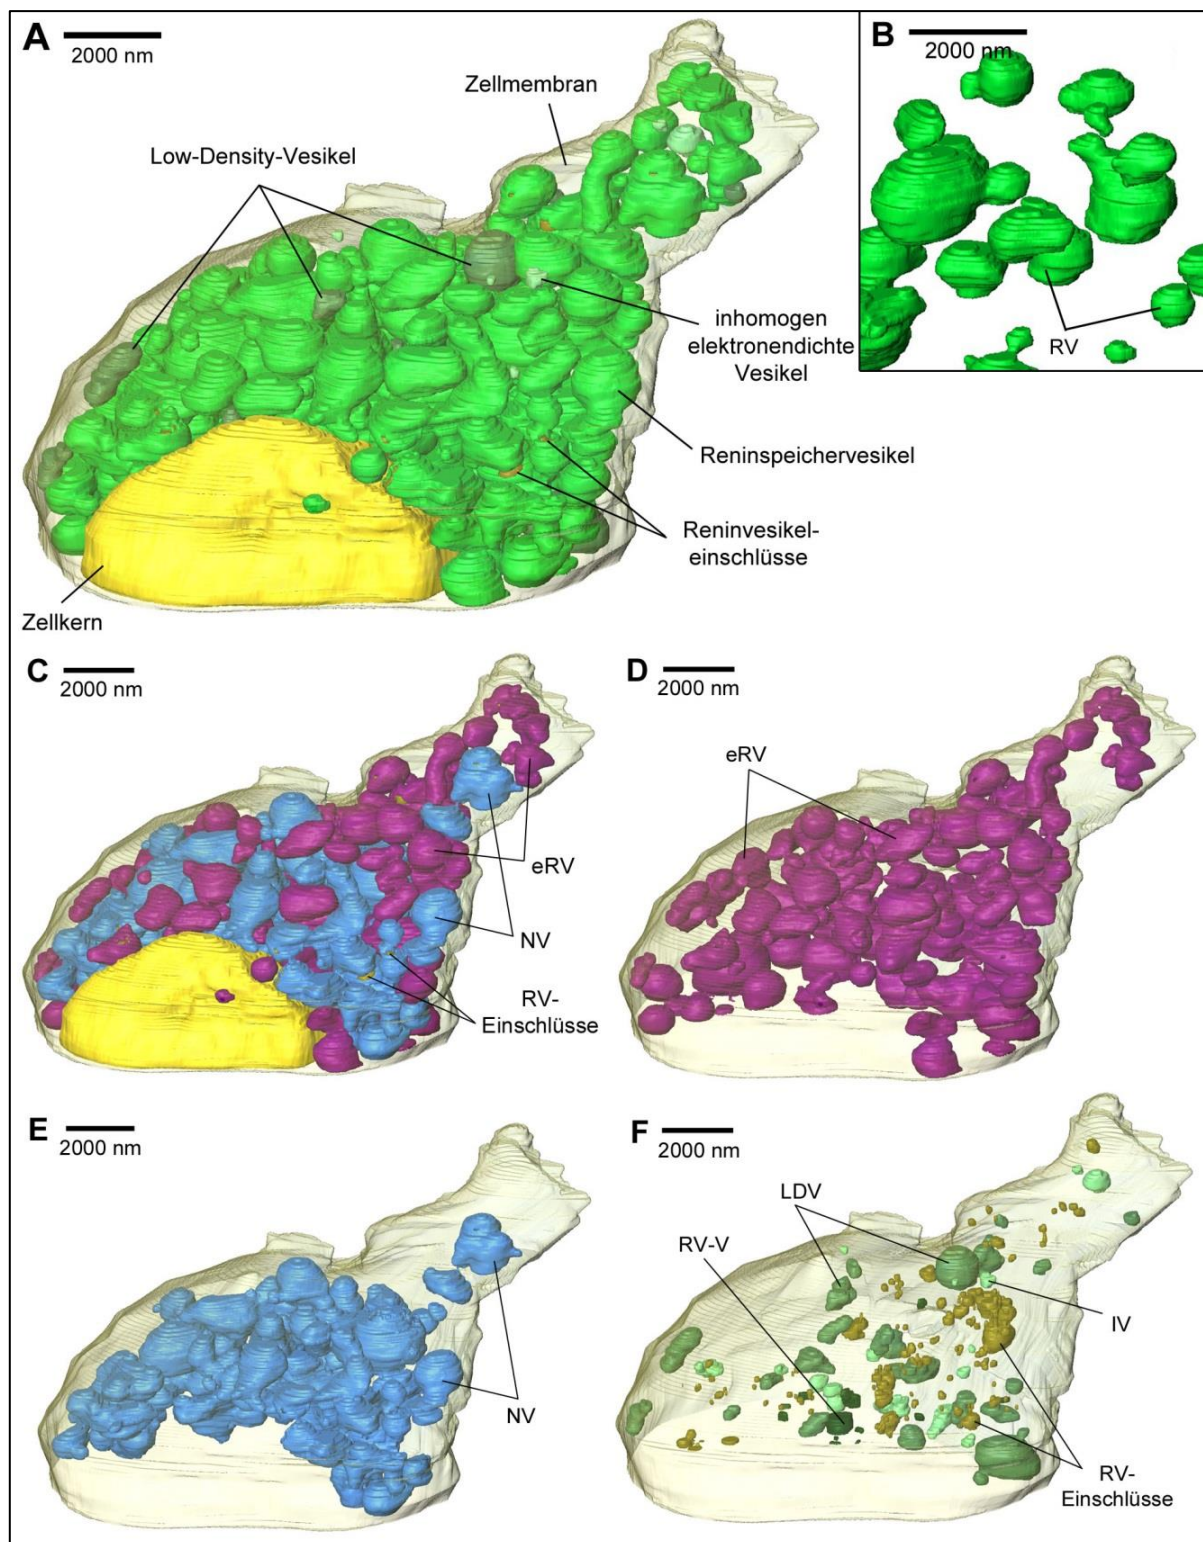 A
2000 nm
Zellmembran
Low-Density-Vesikel
inhomogen
elektronendichte
Vesikel
Reninspeichervesikel
Reninvesikel-
einschlüsse
Zellkern
B
2000 nm
RV
C
2000 nm
eRV
NV
RV-
Einschlüsse
D
2000 nm
eRV
E
2000 nm
NV
F
2000 nm
LDV
RV-V
IV
RV-
Einschlüsse